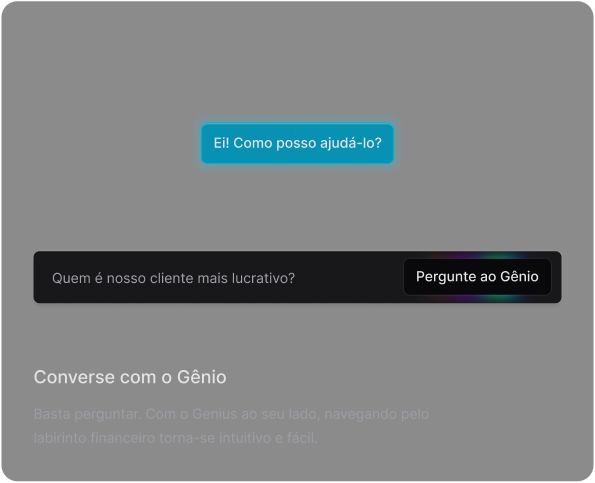 Ei! Como posso ajudá-lo?
Quem é nosso cliente mais lucrativo?
Pergunte ao Gênio
Converse com o Gênio
Basta perguntar. Com o Genius ao seu lado, navegando pelo
labirinto financeiro torna-se intuitivo e fácil.